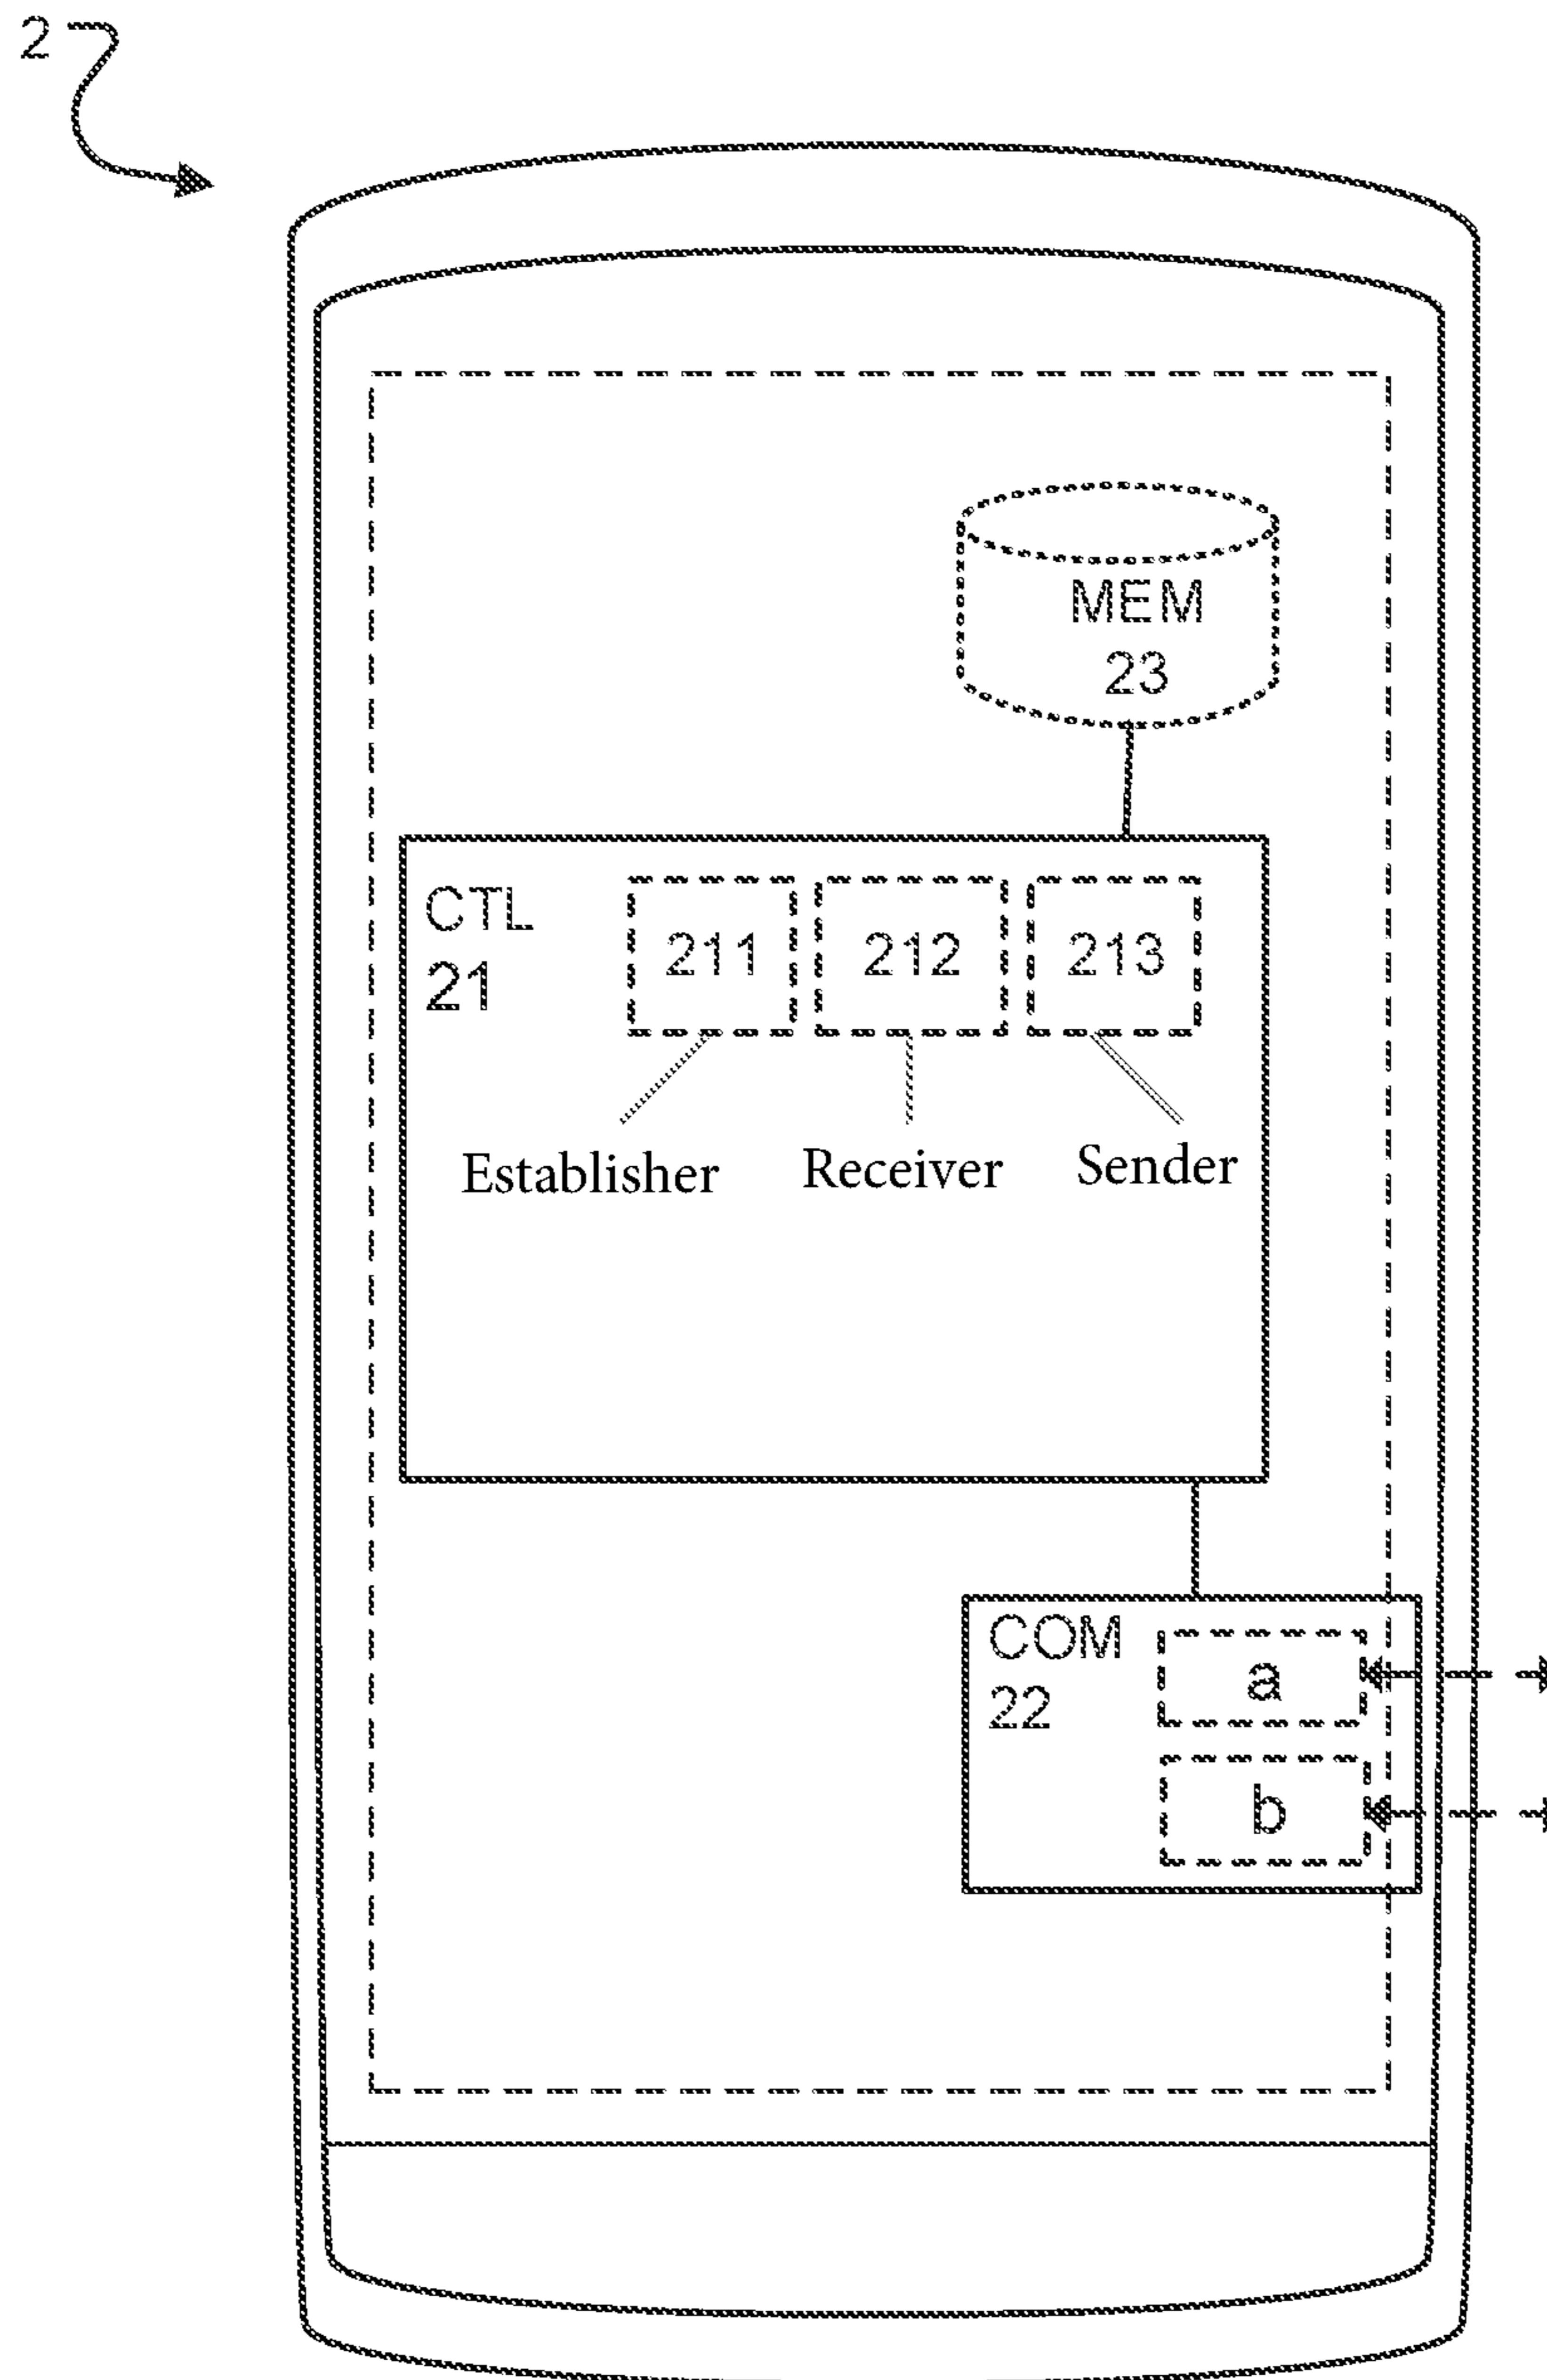 2
MEM
23
CTL
21
211 212 213
Establisher Receiver Sender
COM
22
a
b